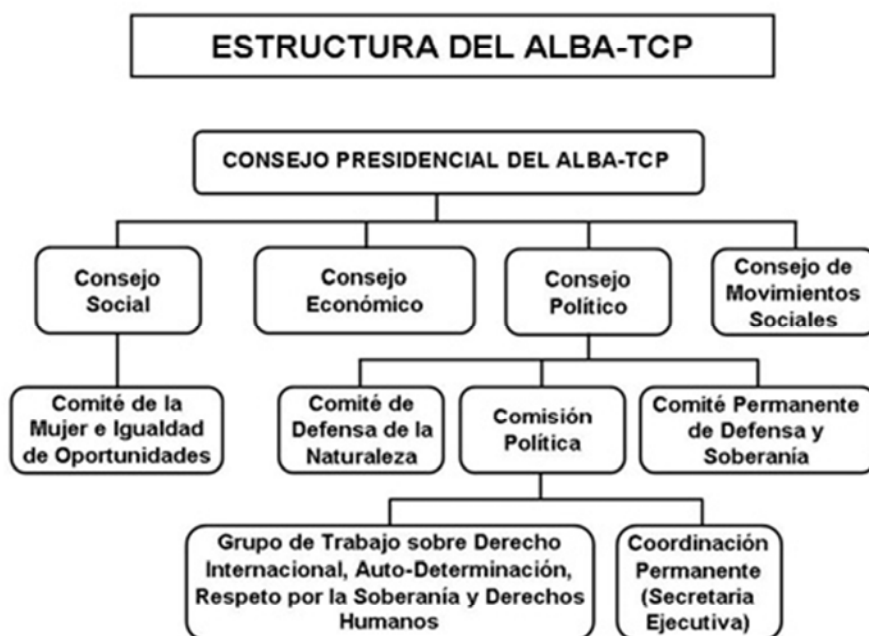 ESTRUCTURA DEL ALBA-TCP
CONSEJO PRESIDENCIAL DEL ALBA-TCP
Consejo
Social
Consejo
Económico
Consejo
Político
Consejo de
Movimientos
Sociales
Comité de la
Mujer e Igualdad
de Oportunidades
Comité de
Defensa de la
Naturaleza
Comisión
Política
Comité Permanente
de Defensa y
Soberanía
Grupo de Trabajo sobre Derecho
Internacional, Auto-Determinación,
Respeto por la Soberanía y Derechos
Humanos
Coordinación
Permanente
(Secretaria
Ejecutiva)